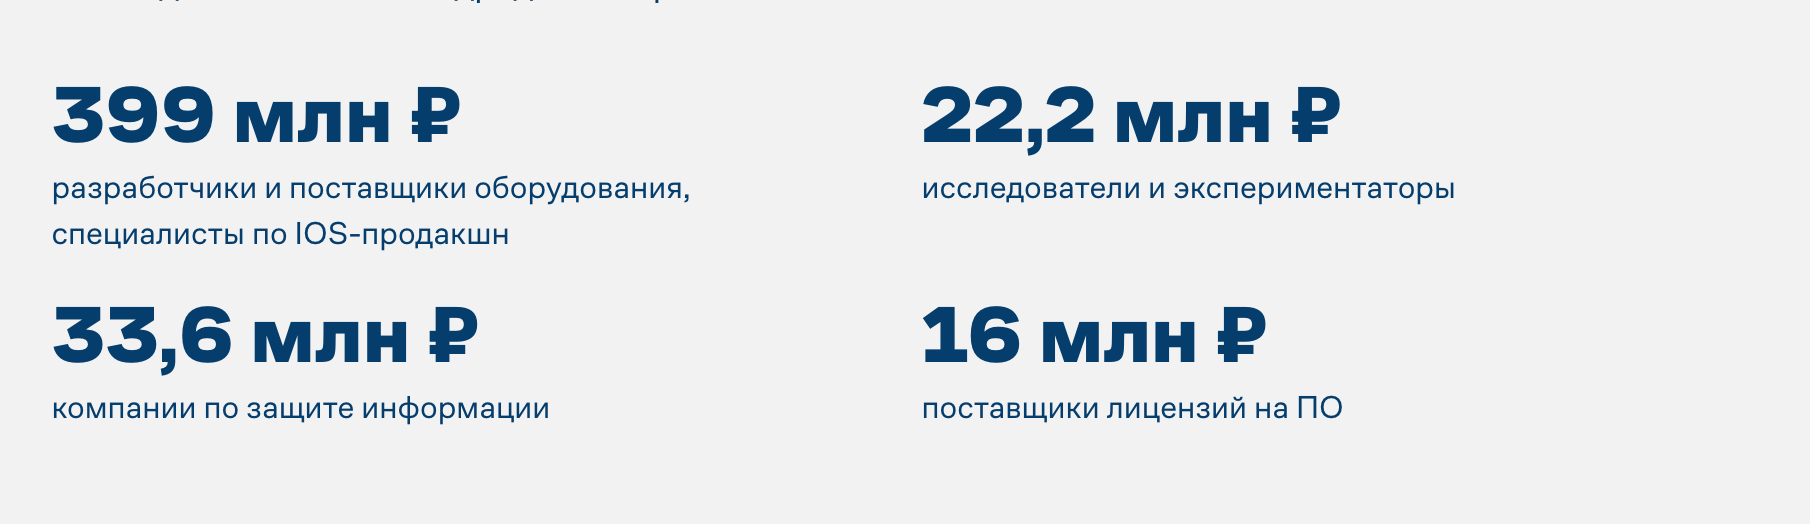 399 млн ₽
разработчики и поставщики оборудования,
специалисты по IOS-продакшн
22,2 млн ₽
исследователи и экспериментаторы
33,6 млн ₽
компании по защите информации
16 млн ₽
поставщики лицензий на ПО